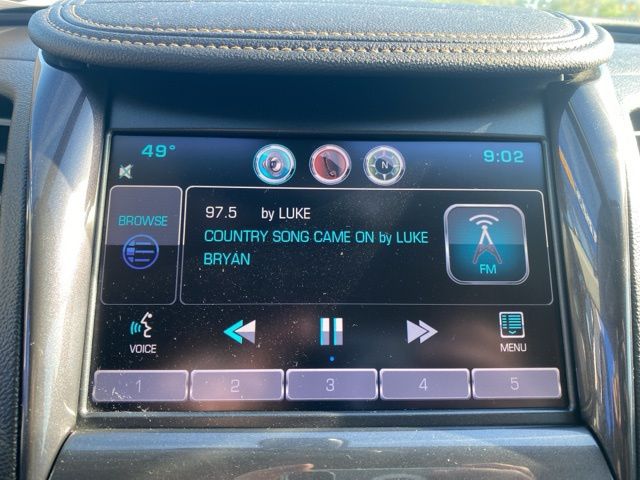 49°
N
9:02
BROWSE
97.5 by LUKE
COUNTRY SONG CAME ON by LUKE
BRYAN
FM
VOICE
MENU
1 2 3 4 5